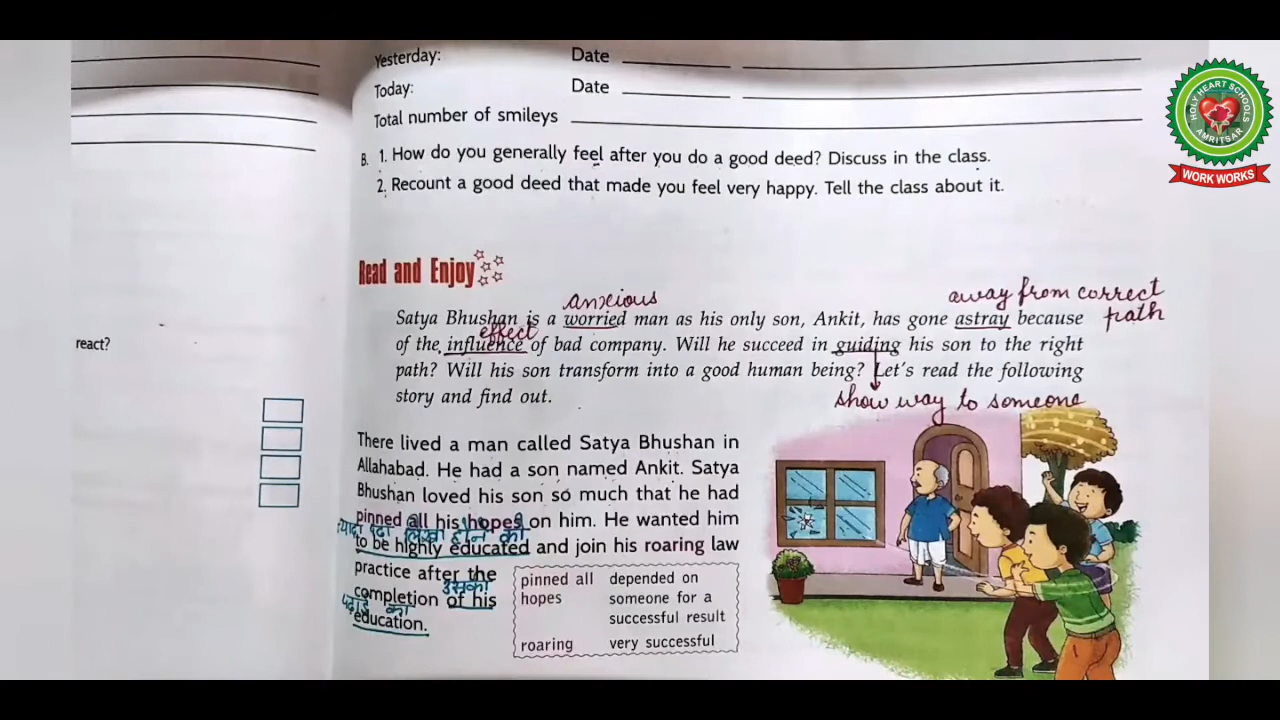 Yesterday: Date
Today: Date
Total number of smileys
B. 1. How do you generally feel after you do a good deed? Discuss in the class.
2. Recount a good deed that made you feel very happy. Tell the class about it.
HOLY HEART SCHOOLS
AMRITSAR
WORK WORKS
react?
Read and Enjoy
anxious
away from correct
path
Satya Bhushan is a worried man as his only son, Ankit, has gone astray because
effect
of the influence of bad company. Will he succeed in guiding his son to the right
path? Will his son transform into a good human being? Let's read the following
story and find out.
show way to someone
There lived a man called Satya Bhushan in
Allahabad. He had a son named Ankit. Satya
Bhushan loved his son so much that he had
pinned all his hopes on him. He wanted him
पढ़ा लिखा होने का
to be highly educated and join his roaring law
practice after the
उसका
completion of his
पढ़ाई का
education.
pinned all depended on
hopes someone for a
successful result
roaring very successful